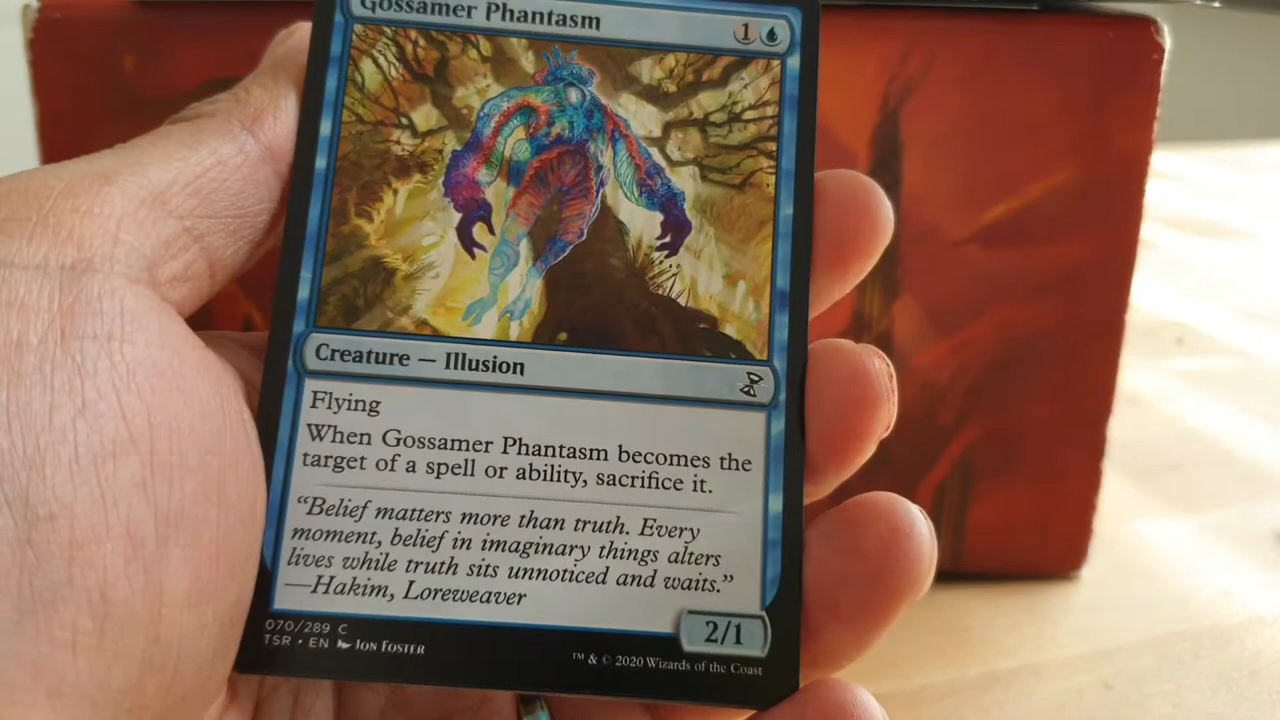 Gossamer Phantasm 1
Creature — Illusion
Flying
When Gossamer Phantasm becomes the
target of a spell or ability, sacrifice it.
“Belief matters more than truth. Every
moment, belief in imaginary things alters
lives while truth sits unnoticed and waits.”
—Hakim, Loreweaver
2/1
070/289 C
TSR • EN Jon Foster
™ & © 2020 Wizards of the Coast